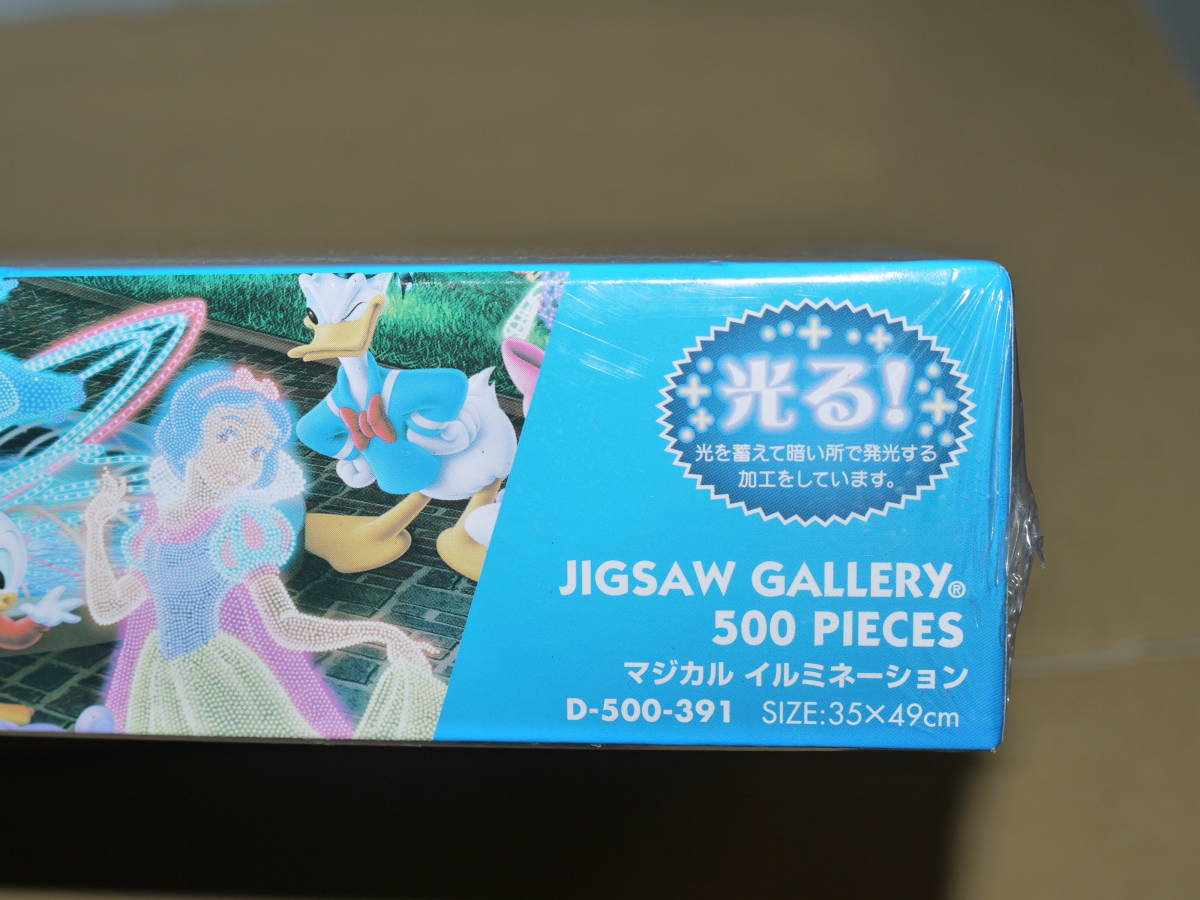 光る!
光を蓄えて暗い所で発光する
加工をしています。
JIGSAW GALLERY®
500 PIECES
マジカル イルミネーション
D-500-391 SIZE:35×49cm